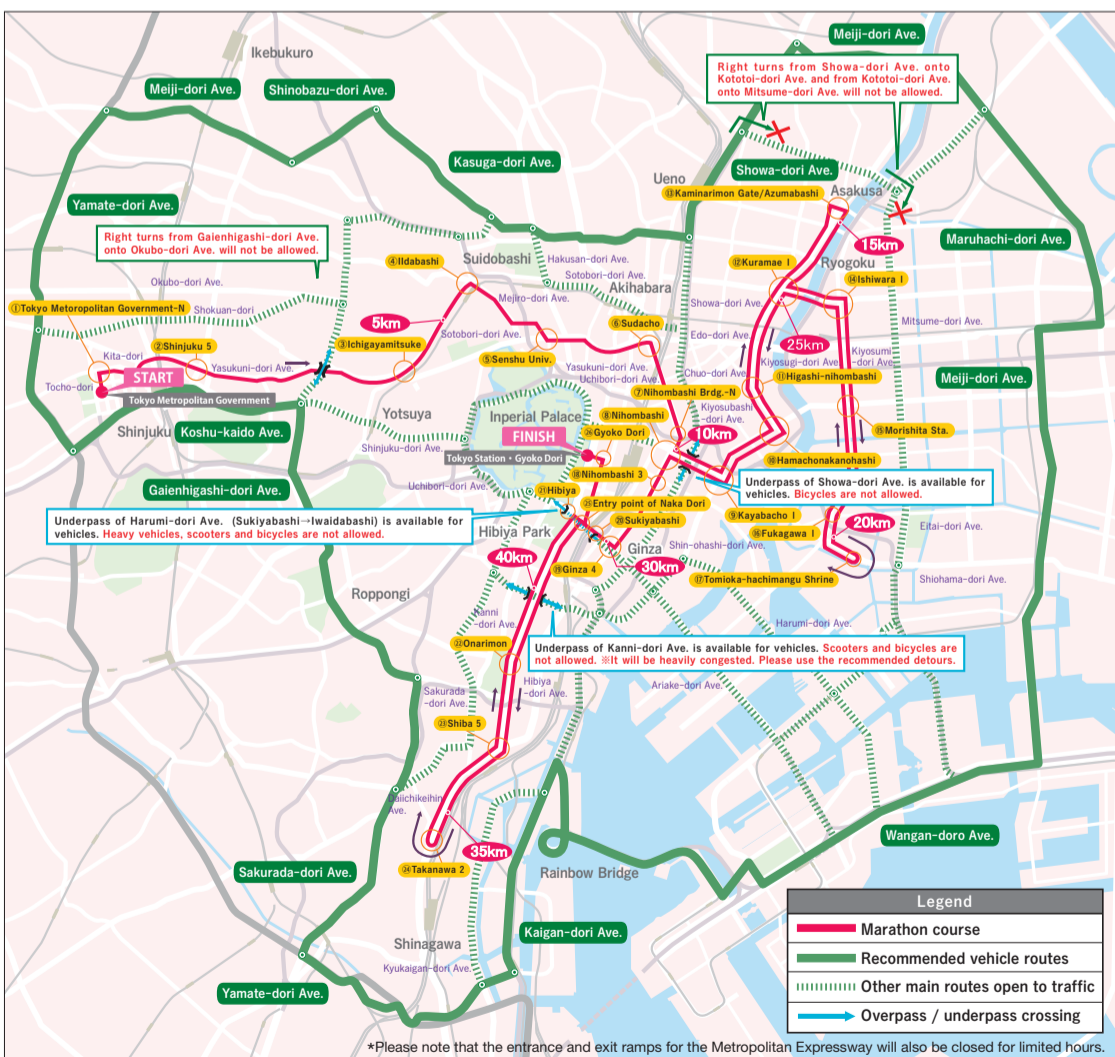 Ikebukuro
Meiji-dori Ave.
Meiji-dori Ave.
Shinobazu-dori Ave.
Right turns from Showa-dori Ave. onto
Kototoi-dori Ave. and from Kototoi-dori Ave.
onto Mitsume-dori Ave. will not be allowed.
Kasuga-dori Ave.
Ueno
Showa-dori Ave.
⑬Kaminarimon Gate/Azumabashi
Asakusa
Yamate-dori Ave.
Right turns from Gaienhigashi-dori Ave.
onto Okubo-dori Ave. will not be allowed.
15km
Maruhachi-dori Ave.
Suidobashi
Hakusan-dori Ave.
Sotobori-dori Ave.
④Iidabashi
⑫Kuramae 1
Ryogoku
⑭Ishiwara 1
Okubo-dori Ave.
Akihabara
Mejiro-dori Ave.
Showa-dori Ave.
①Tokyo Metoropolitan Government-N
Shokuan-dori
5km
⑥Sudacho
Mitsume-dori Ave.
Sotobori-dori Ave.
Edo-dori Ave.
25km
②Shinjuku 5
③Ichigayamitsuke
⑤Senshu Univ.
Kiyosugi-dori Ave.
Kiyosumi
-dori Ave.
Kita-dori
Yasukuni-dori Ave.
Yasukuni-dori Ave.
Uchibori-dori Ave.
Chuo-dori Ave.
⑪Higashi-nihombashi
Meiji-dori Ave.
START
Tocho-dori
Tokyo Metropolitan Government
⑦Nihombashi Brdg.-N
Kiyosubashi
-dori Ave.
Yotsuya
Inperial Palace
⑧Nihombashi
⑮Morishita Sta.
Shinjuku
Koshu-kaido Ave.
FINISH
㉖Gyoko Dori
10km
Shinjuku-dori Ave.
Tokyo Station・Gyoko Dori
⑩Hamachonakanohashi
⑱Nihombashi 3
Gaienhigashi-dori Ave.
Uchibori-dori Ave.
㉑Hibiya
Underpass of Showa-dori Ave. is available for
vehicles. Bicycles are not allowed.
㉕Entry point of Naka Dori
⑨Kayabacho 1
Underpass of Harumi-dori Ave. (Sukiyabashi→Iwaidabashi) is available for
vehicles. Heavy vehicles, scooters and bicycles are not allowed.
⑳Sukiyabashi
20km
Eitai-dori Ave.
Hibiya Park
⑯Fukagawa 1
Ginza
Shin-ohashi-dori Ave.
40km
⑲Ginza 4
30km
⑰Tomioka-hachimangu Shrine
Shiohama-dori Ave.
Roppongi
Kanni
-dori Ave.
Harumi-dori Ave.
㉒Onarimon
Underpass of Kanni-dori Ave. is available for vehicles. Scooters and bicycles are
not allowed. ※It will be heavily congested. Please use the recommended detours.
Sakurada
-dori Ave.
Hibiya
-dori Ave.
Ariake-dori Ave.
㉓Shiba 5
Daiichikeihin
Ave.
Wangan-doro Ave.
35km
㉔Takanawa 2
Sakurada-dori Ave.
Rainbow Bridge
Shinagawa
Kaigan-dori Ave.
Kyukaigan-dori Ave.
Yamate-dori Ave.
Legend
Marathon course
Recommended vehicle routes
Other main routes open to traffic
Overpass / underpass crossing
*Please note that the entrance and exit ramps for the Metropolitan Expressway will also be closed for limited hours.